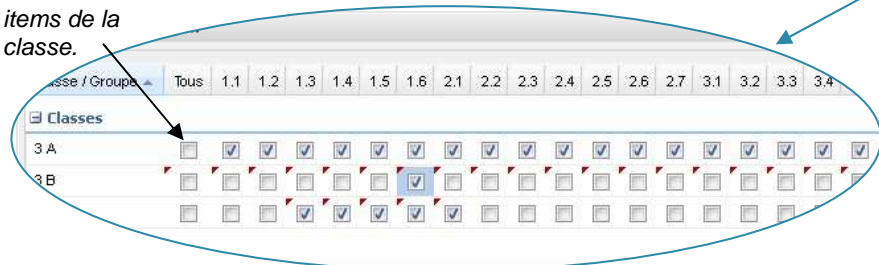 items de la
classe.
sse / Groupe Tous 1.1 1.2 1.3 1.4 1.5 1.6 2.1 2.2 2.3 2.4 2.5 2.6 2.7 3.1 3.2 3.3 3.4
Classes
3 A
3 B